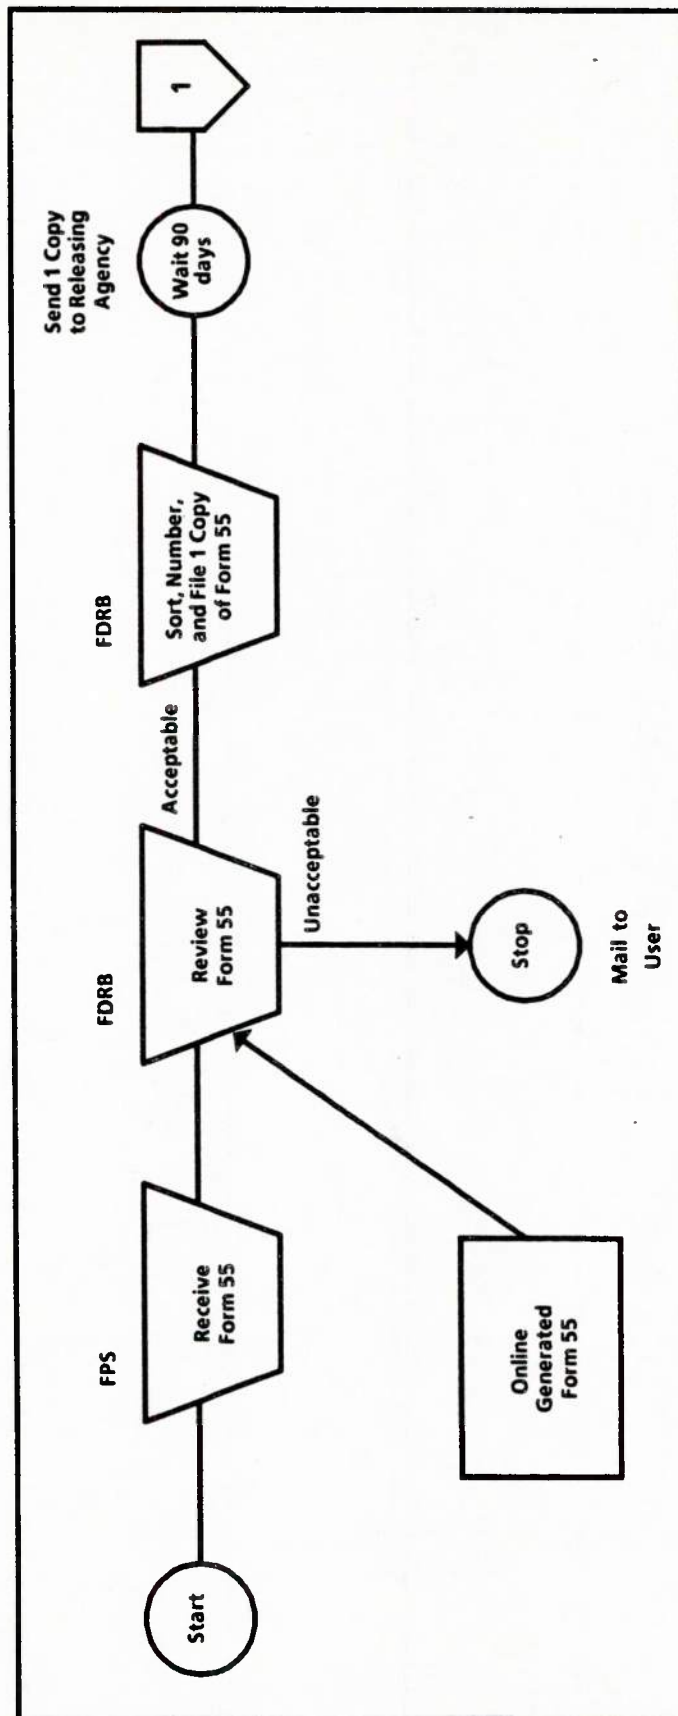 Start
FPS
Receive
Form 55
Online
Generated
Form 55
FDRB
Review
Form 55
Unacceptable
Stop
Mail to
User
Acceptable
FDRB
Sort, Number,
and File 1 Copy
of Form 55
Send 1 Copy
to Releasing
Agency
Wait 90
days
1